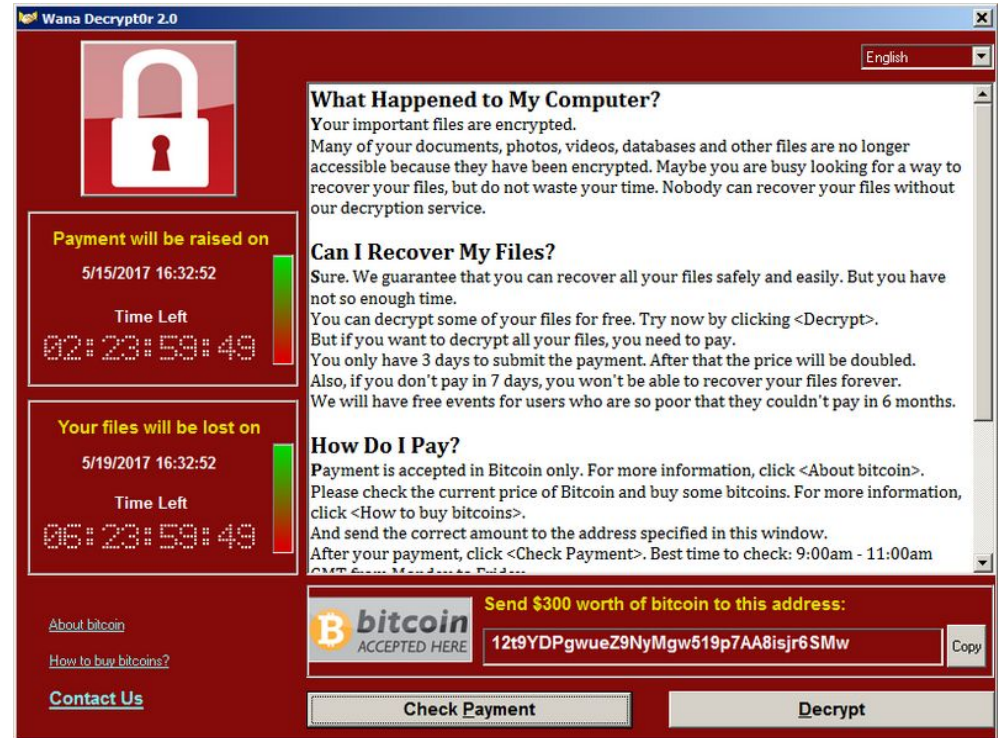 Wana Decrypt0r 2.0
English
What Happened to My Computer?
Your important files are encrypted.
Many of your documents, photos, videos, databases and other files are no longer
accessible because they have been encrypted. Maybe you are busy looking for a way to
recover your files, but do not waste your time. Nobody can recover your files without
our decryption service.
Can I Recover My Files?
Sure. We guarantee that you can recover all your files safely and easily. But you have
not so enough time.
You can decrypt some of your files for free. Try now by clicking <Decrypt>.
But if you want to decrypt all your files, you need to pay.
You only have 3 days to submit the payment. After that the price will be doubled.
Also, if you don't pay in 7 days, you won't be able to recover your files forever.
We will have free events for users who are so poor that they couldn't pay in 6 months.
How Do I Pay?
Payment is accepted in Bitcoin only. For more information, click <About bitcoin>.
Please check the current price of Bitcoin and buy some bitcoins. For more information,
click <How to buy bitcoins>.
And send the correct amount to the address specified in this window.
After your payment, click <Check Payment>. Best time to check: 9:00am - 11:00am
GMT from Monday to Friday
Payment will be raised on
5/15/2017 16:32:52
Time Left
02:23:59:49
Your files will be lost on
5/19/2017 16:32:52
Time Left
06:23:59:49
About bitcoin
How to buy bitcoins?
Contact Us
bitcoin
ACCEPTED HERE
Send $300 worth of bitcoin to this address:
12t9YDPgwueZ9NyMgw519p7AA8isjr6SMw
Copy
Check Payment
Decrypt